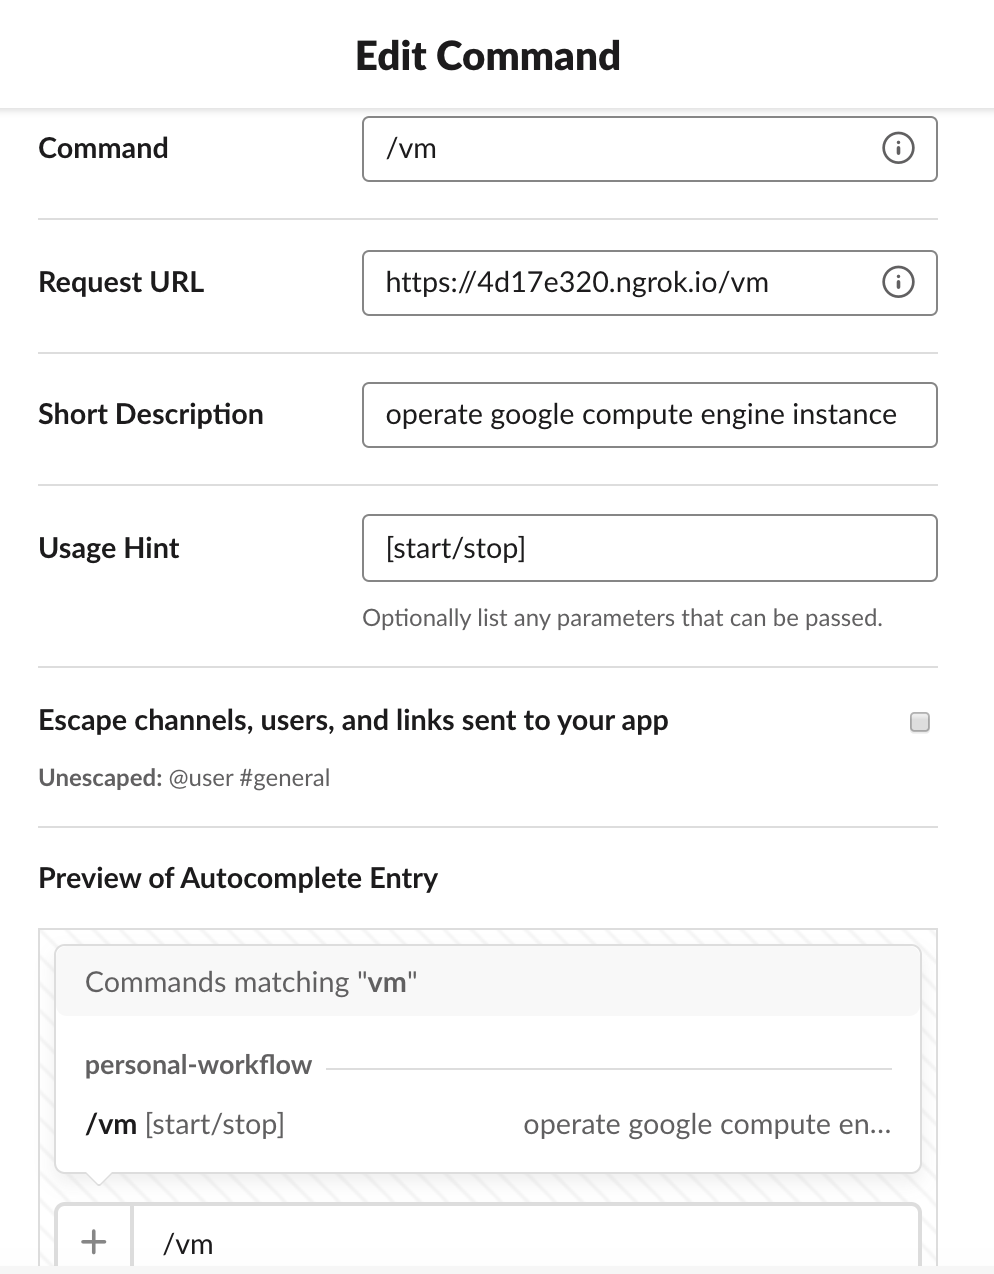 Edit Command
Command
/vm
Request URL
https://4d17e320.ngrok.io/vm
Short Description
operate google compute engine instance
Usage Hint
[start/stop]
Optionally list any parameters that can be passed.
Escape channels, users, and links sent to your app
Unescaped: @user #general
Preview of Autocomplete Entry
Commands matching "vm"
personal-workflow
/vm [start/stop] operate google compute en...
+ /vm